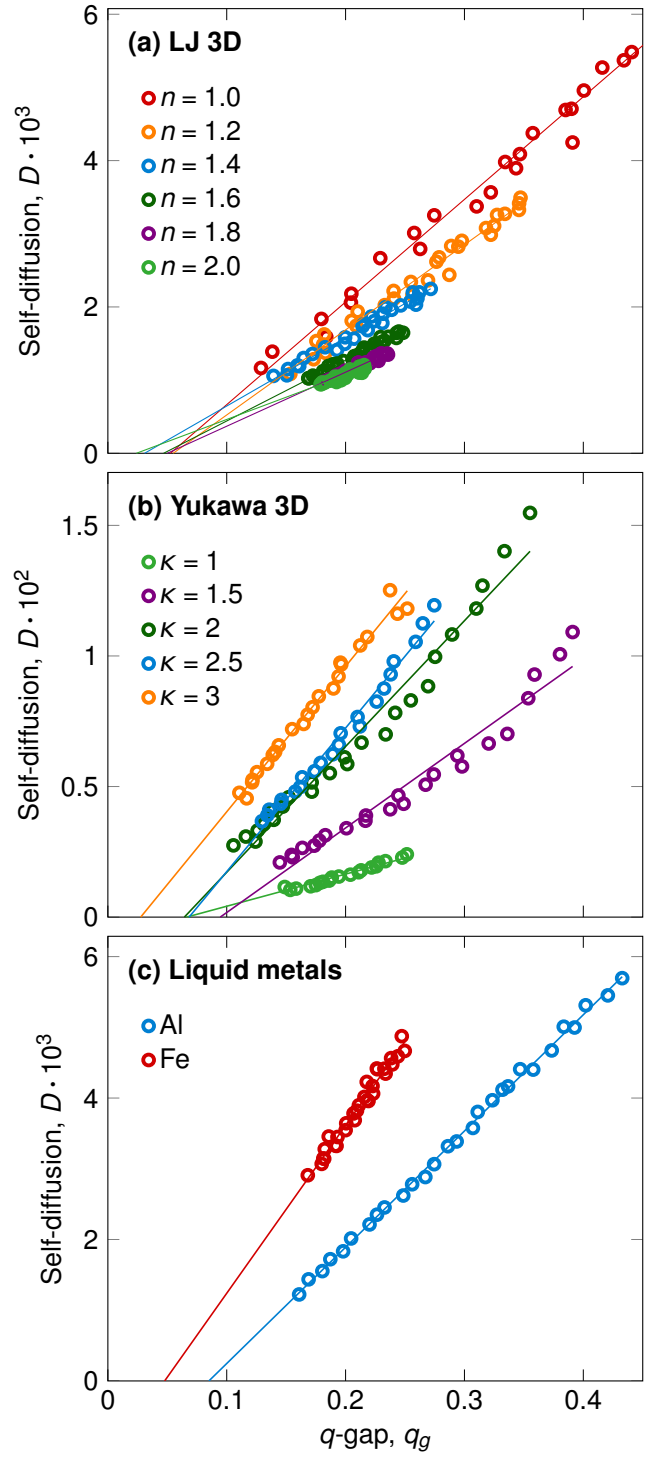 (a) LJ 3D
n = 1.0
n = 1.2
n = 1.4
n = 1.6
n = 1.8
n = 2.0
6
4
2
0
Self-diffusion, D · 10³
(b) Yukawa 3D
κ = 1
κ = 1.5
κ = 2
κ = 2.5
κ = 3
1.5
1
0.5
0
Self-diffusion, D · 10²
(c) Liquid metals
Al
Fe
6
4
2
0
Self-diffusion, D · 10³
0 0.1 0.2 0.3 0.4
q-gap, q_g